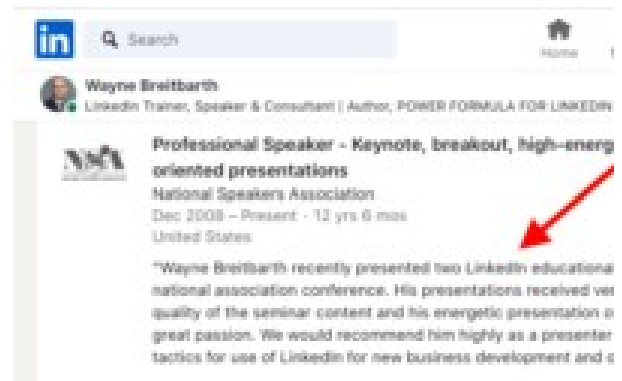 in
Search
Home
Wayne Breitbarth
LinkedIn Trainer, Speaker & Consultant | Author, POWER FORMULA FOR LINKEDIN
NSA
Professional Speaker - Keynote, breakout, high-energ
oriented presentations
National Speakers Association
Dec 2008 – Present · 12 yrs 6 mos
United States
"Wayne Breitbarth recently presented two LinkedIn educationa
national association conference. His presentations received ver
quality of the seminar content and his energetic presentation o
great passion. We would recommend him highly as a presenter
tactics for use of LinkedIn for new business development and o